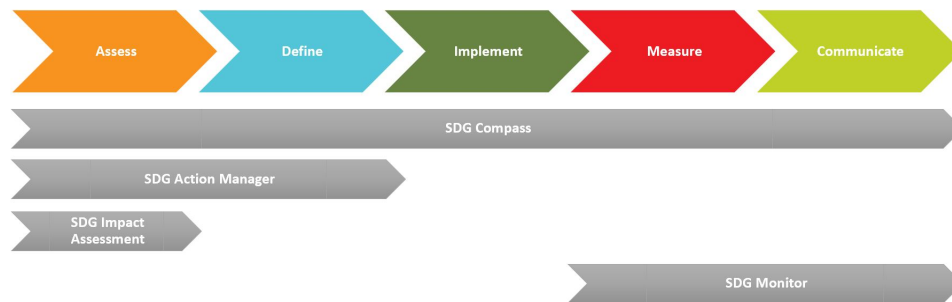 Assess
Define
Implement
Measure
Communicate
SDG Compass
SDG Action Manager
SDG Impact
Assessment
SDG Monitor